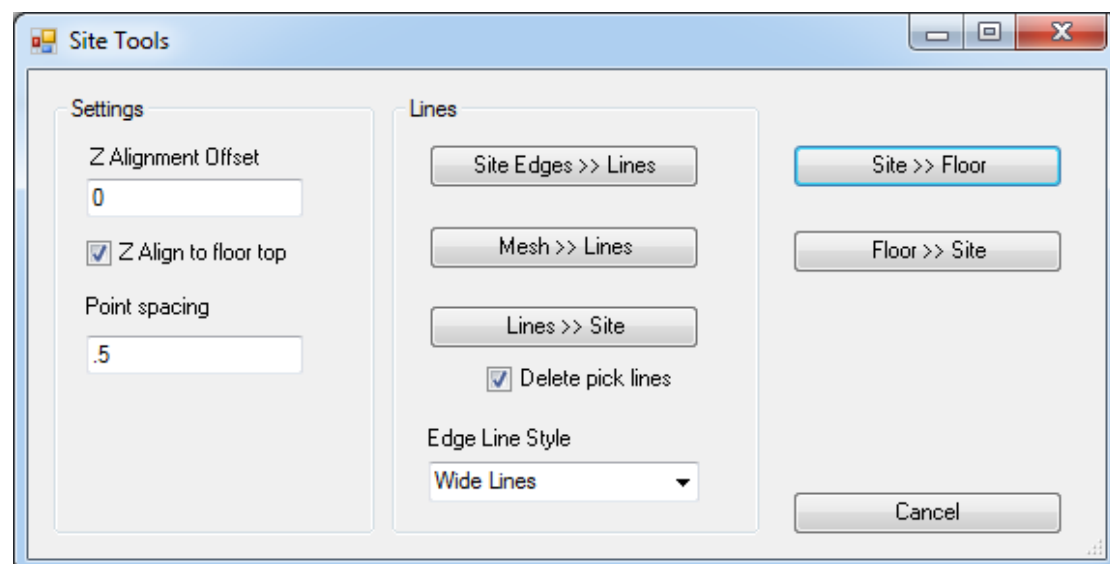 Site Tools
Settings
Z Alignment Offset
0
Z Align to floor top
Point spacing
.5
Lines
Site Edges >> Lines
Mesh >> Lines
Lines >> Site
Delete pick lines
Edge Line Style
Wide Lines
Site >> Floor
Floor >> Site
Cancel